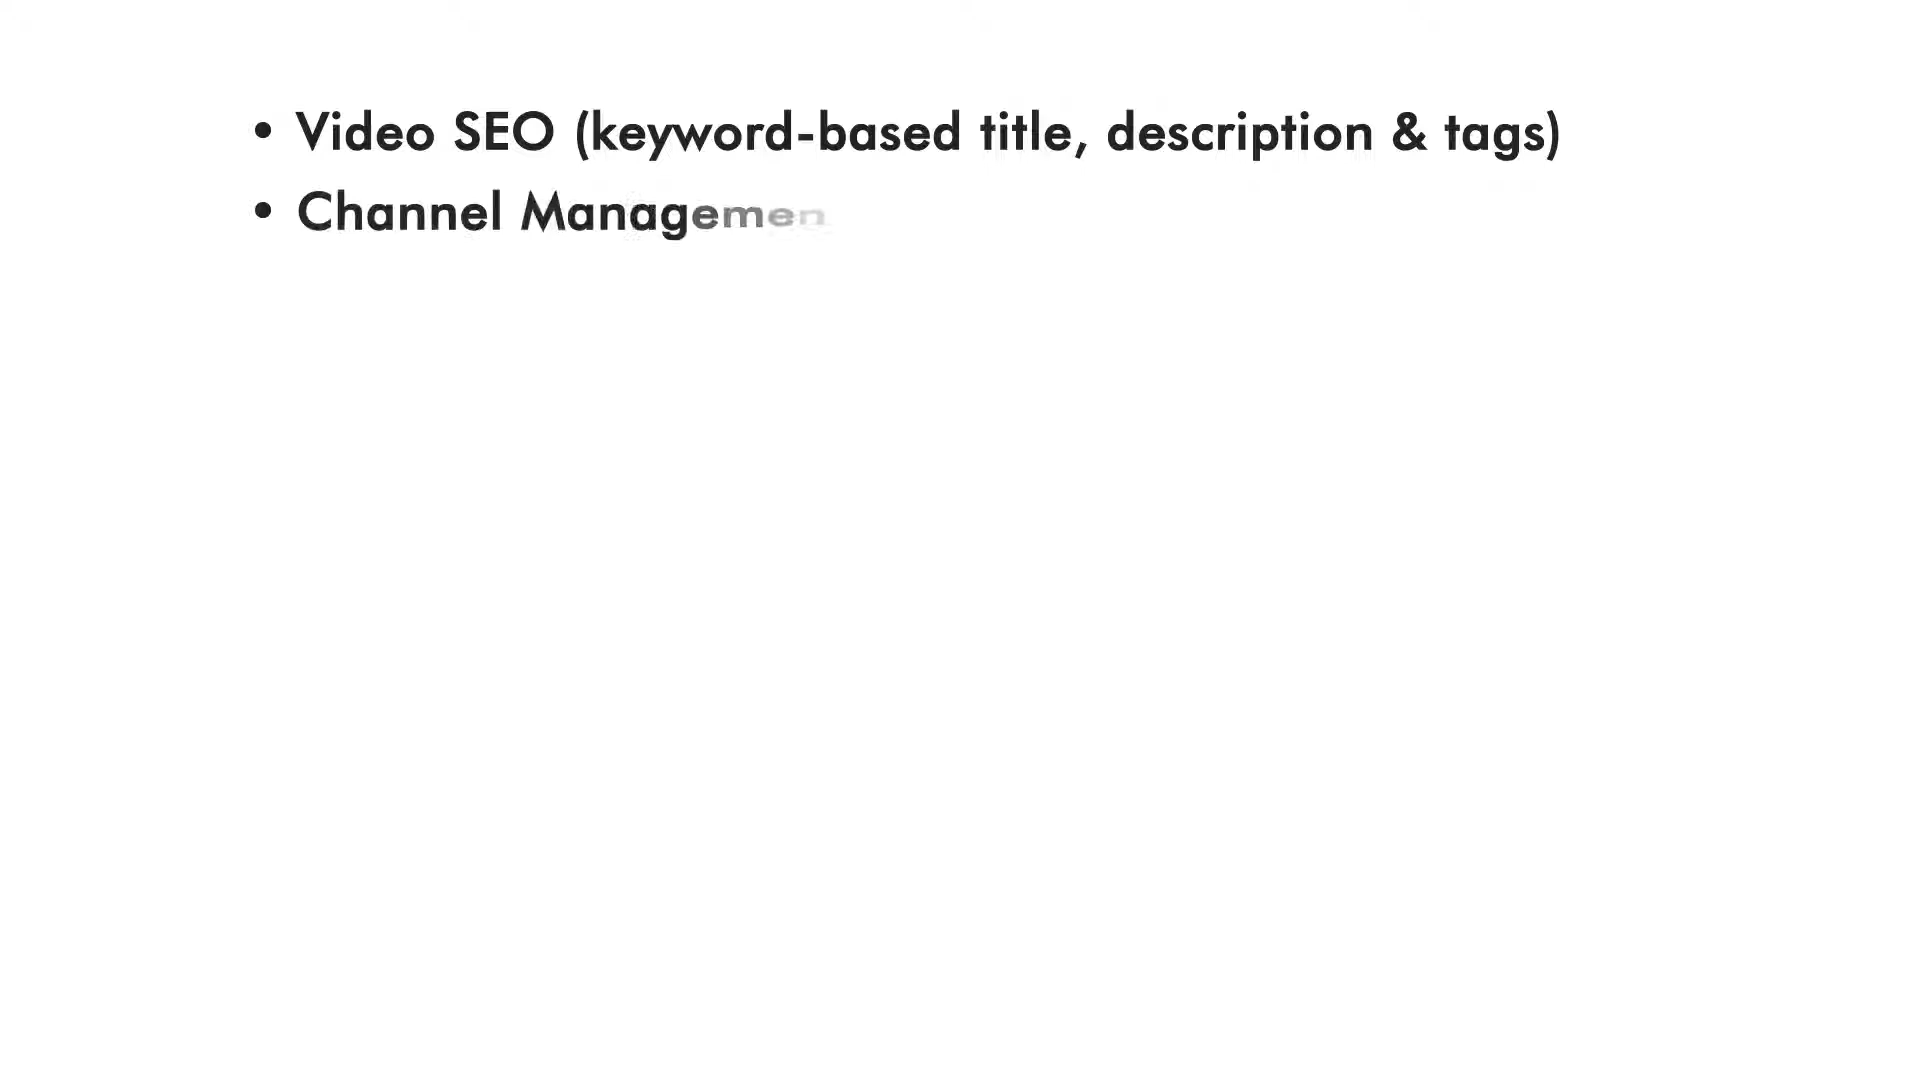 • Video SEO (keyword-based title, description & tags)
• Channel Managemen